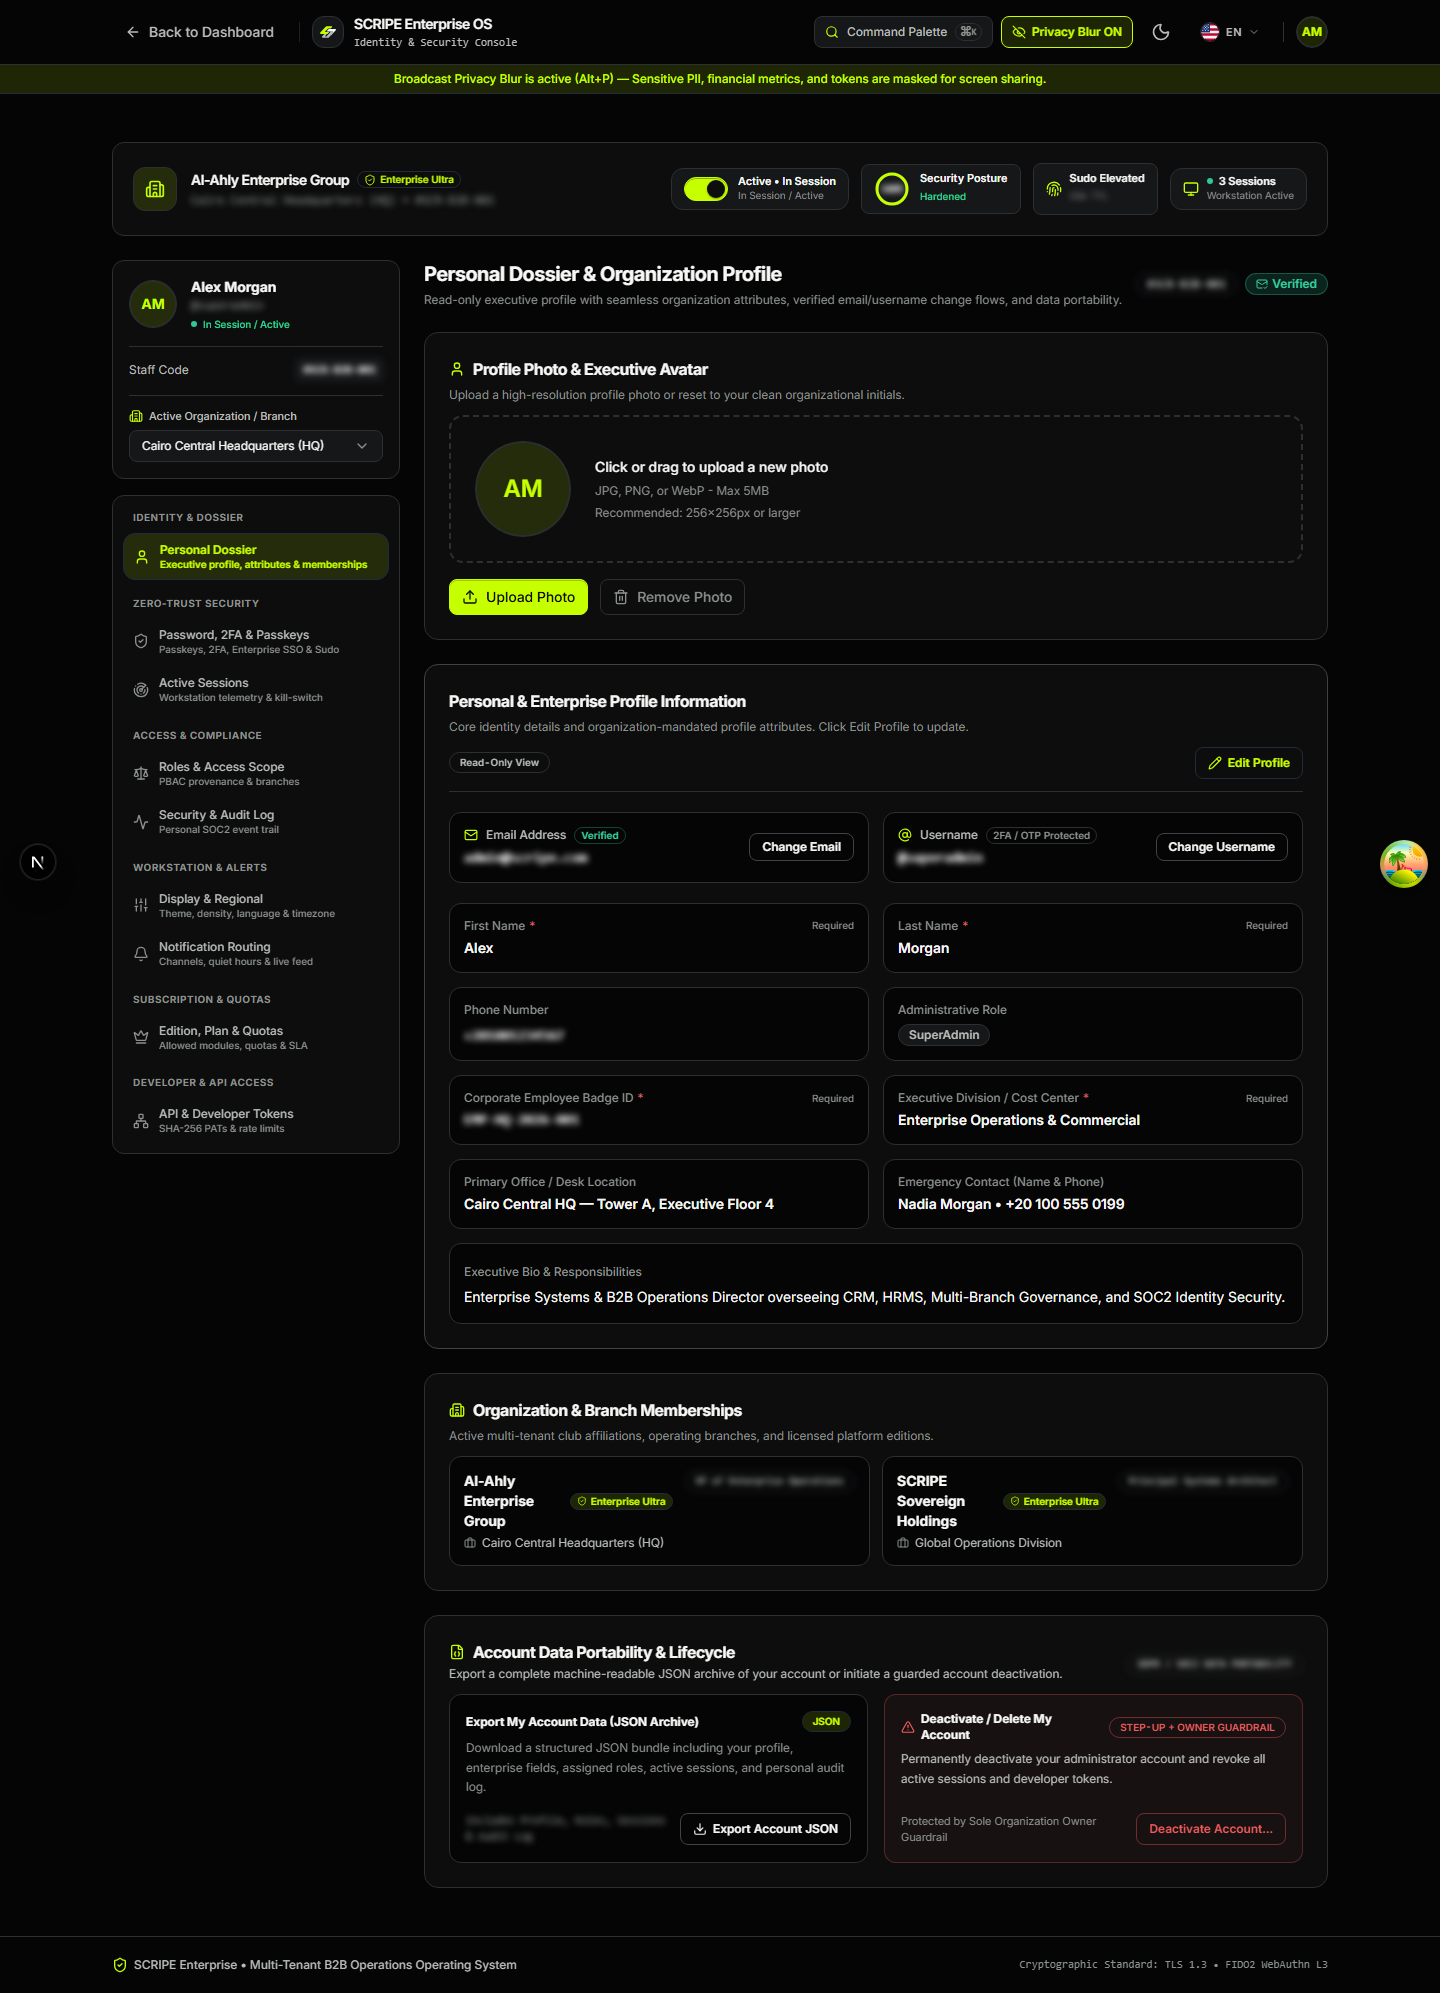 Back to Dashboard
SCRIPE Enterprise OS
Identity & Security Console
Command Palette ⌘K
Privacy Blur ON
EN
AM
Broadcast Privacy Blur is active (Alt+P) — Sensitive PII, financial metrics, and tokens are masked for screen sharing.
Al-Ahly Enterprise Group
Enterprise Ultra
Active • In Session
In Session / Active
Security Posture
Hardened
Sudo Elevated
3 Sessions
Workstation Active
AM
Alex Morgan
In Session / Active
Staff Code
Active Organization / Branch
Cairo Central Headquarters (HQ)
IDENTITY & DOSSIER
Personal Dossier
Executive profile, attributes & memberships
ZERO-TRUST SECURITY
Password, 2FA & Passkeys
Passkeys, 2FA, Enterprise SSO & Sudo
Active Sessions
Workstation telemetry & kill-switch
ACCESS & COMPLIANCE
Roles & Access Scope
PBAC provenance & branches
Security & Audit Log
Personal SOC2 event trail
WORKSTATION & ALERTS
Display & Regional
Theme, density, language & timezone
Notification Routing
Channels, quiet hours & live feed
SUBSCRIPTION & QUOTAS
Edition, Plan & Quotas
Allowed modules, quotas & SLA
DEVELOPER & API ACCESS
API & Developer Tokens
SHA-256 PATs & rate limits
N
Personal Dossier & Organization Profile
Read-only executive profile with seamless organization attributes, verified email/username change flows, and data portability.
Verified
Profile Photo & Executive Avatar
Upload a high-resolution profile photo or reset to your clean organizational initials.
AM
Click or drag to upload a new photo
JPG, PNG, or WebP - Max 5MB
Recommended: 256×256px or larger
Upload Photo
Remove Photo
Personal & Enterprise Profile Information
Core identity details and organization-mandated profile attributes. Click Edit Profile to update.
Read-Only View
Edit Profile
Email Address
Verified
Change Email
Username
2FA / OTP Protected
Change Username
First Name *
Required
Alex
Last Name *
Required
Morgan
Phone Number
Administrative Role
SuperAdmin
Corporate Employee Badge ID *
Required
Executive Division / Cost Center *
Required
Enterprise Operations & Commercial
Primary Office / Desk Location
Cairo Central HQ — Tower A, Executive Floor 4
Emergency Contact (Name & Phone)
Nadia Morgan • +20 100 555 0199
Executive Bio & Responsibilities
Enterprise Systems & B2B Operations Director overseeing CRM, HRMS, Multi-Branch Governance, and SOC2 Identity Security.
Organization & Branch Memberships
Active multi-tenant club affiliations, operating branches, and licensed platform editions.
Al-Ahly
Enterprise
Group
Enterprise Ultra
Cairo Central Headquarters (HQ)
SCRIPE
Sovereign
Holdings
Enterprise Ultra
Global Operations Division
Account Data Portability & Lifecycle
Export a complete machine-readable JSON archive of your account or initiate a guarded account deactivation.
Export My Account Data (JSON Archive)
JSON
Download a structured JSON bundle including your profile,
enterprise fields, assigned roles, active sessions, and personal audit
log.
Export Account JSON
Deactivate / Delete My
Account
STEP-UP + OWNER GUARDRAIL
Permanently deactivate your administrator account and revoke all
active sessions and developer tokens.
Protected by Sole Organization Owner
Guardrail
Deactivate Account...
SCRIPE Enterprise • Multi-Tenant B2B Operations Operating System
Cryptographic Standard: TLS 1.3 • FIDO2 WebAuthn L3